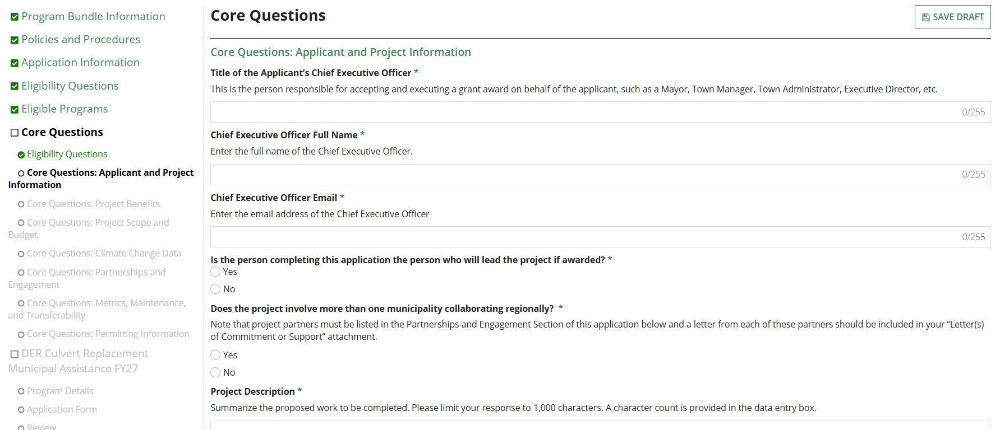 Program Bundle Information
Policies and Procedures
Application Information
Eligibility Questions
Eligible Programs
Core Questions
Eligibility Questions
Core Questions: Applicant and Project
Information
Core Questions: Project Benefits
Core Questions: Project Scope and
Budget
Core Questions: Climate Change Data
Core Questions: Partnerships and
Engagement
Core Questions: Metrics, Maintenance,
and Transferability
Core Questions: Permitting Information
DER Culvert Replacement
Municipal Assistance FY27
Program Details
Application Form
Review
Core Questions
SAVE DRAFT
Core Questions: Applicant and Project Information
Title of the Applicant’s Chief Executive Officer *
This is the person responsible for accepting and executing a grant award on behalf of the applicant, such as a Mayor, Town Manager, Town Administrator, Executive Director, etc.
0/255
Chief Executive Officer Full Name *
Enter the full name of the Chief Executive Officer.
0/255
Chief Executive Officer Email *
Enter the email address of the Chief Executive Officer
0/255
Is the person completing this application the person who will lead the project if awarded? *
Yes
No
Does the project involve more than one municipality collaborating regionally? *
Note that project partners must be listed in the Partnerships and Engagement Section of this application below and a letter from each of these partners should be included in your “Letter(s)
of Commitment or Support” attachment.
Yes
No
Project Description *
Summarize the proposed work to be completed. Please limit your response to 1,000 characters. A character count is provided in the data entry box.